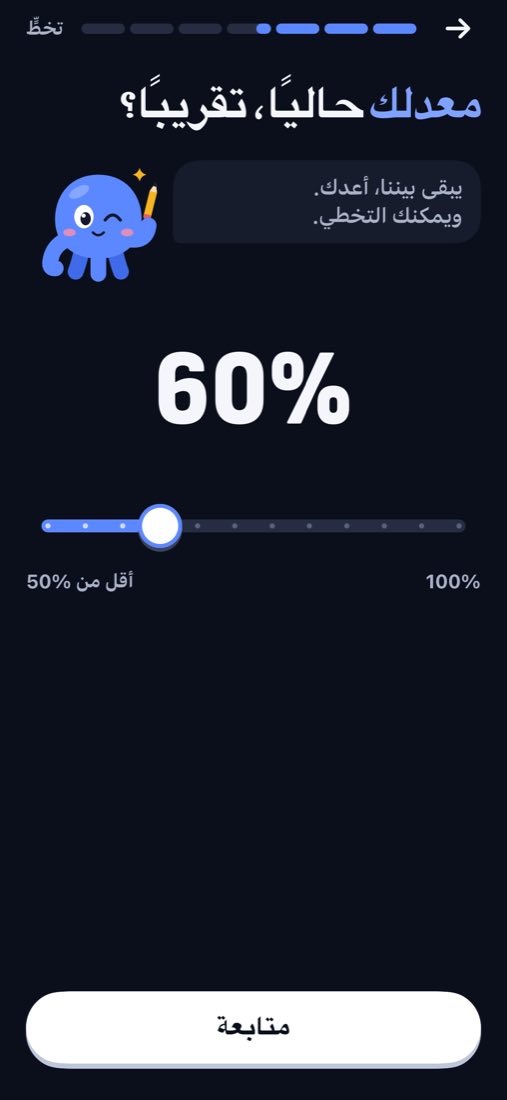 تخطٍّ
معدلك حاليًا، تقريبًا؟
يبقى بيننا، أعدك.
ويمكنك التخطي.
60%
أقل من 50%
100%
متابعة